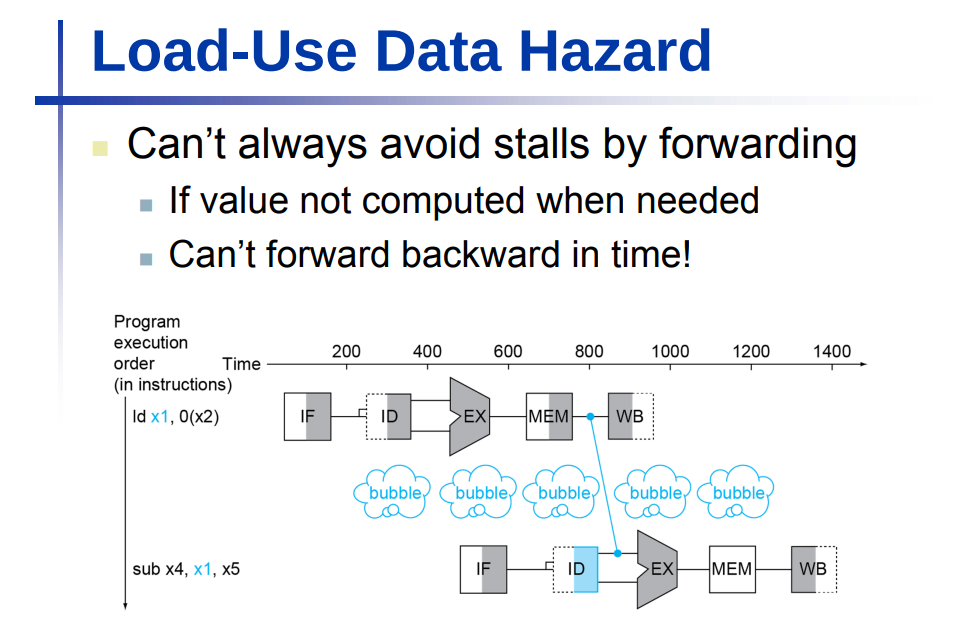 Load-Use Data Hazard
Can’t always avoid stalls by forwarding
If value not computed when needed
Can’t forward backward in time!
Program
execution
order
(in instructions)
Time
200 400 600 800 1000 1200 1400
ld x1, 0(x2)
IF ID EX MEM WB
bubble bubble bubble bubble bubble
sub x4, x1, x5
IF ID EX MEM WB